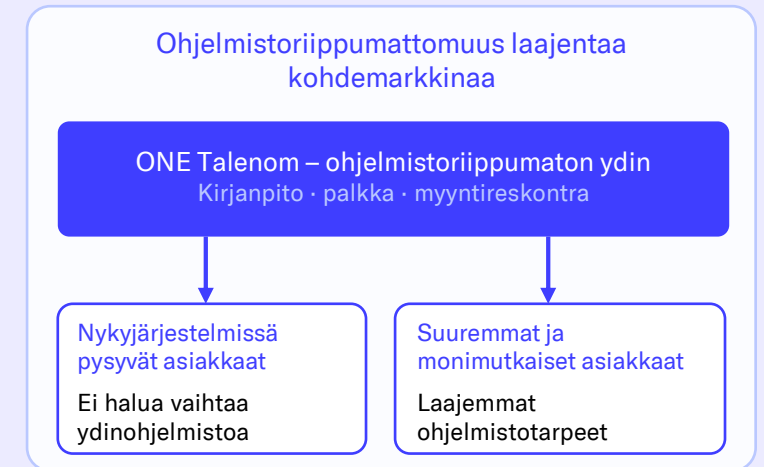 Ohjelmistoriippumattomuus laajentaa
kohdemarkkinaa
ONE Talenom – ohjelmistoriippumaton ydin
Kirjanpito · palkka · myyntireskontra
Nykyjärjestelmissä
pysyvät asiakkaat
Ei halua vaihtaa
ydinohjelmistoa
Suuremmat ja
monimutkaiset asiakkaat
Laajemmat
ohjelmistotarpeet